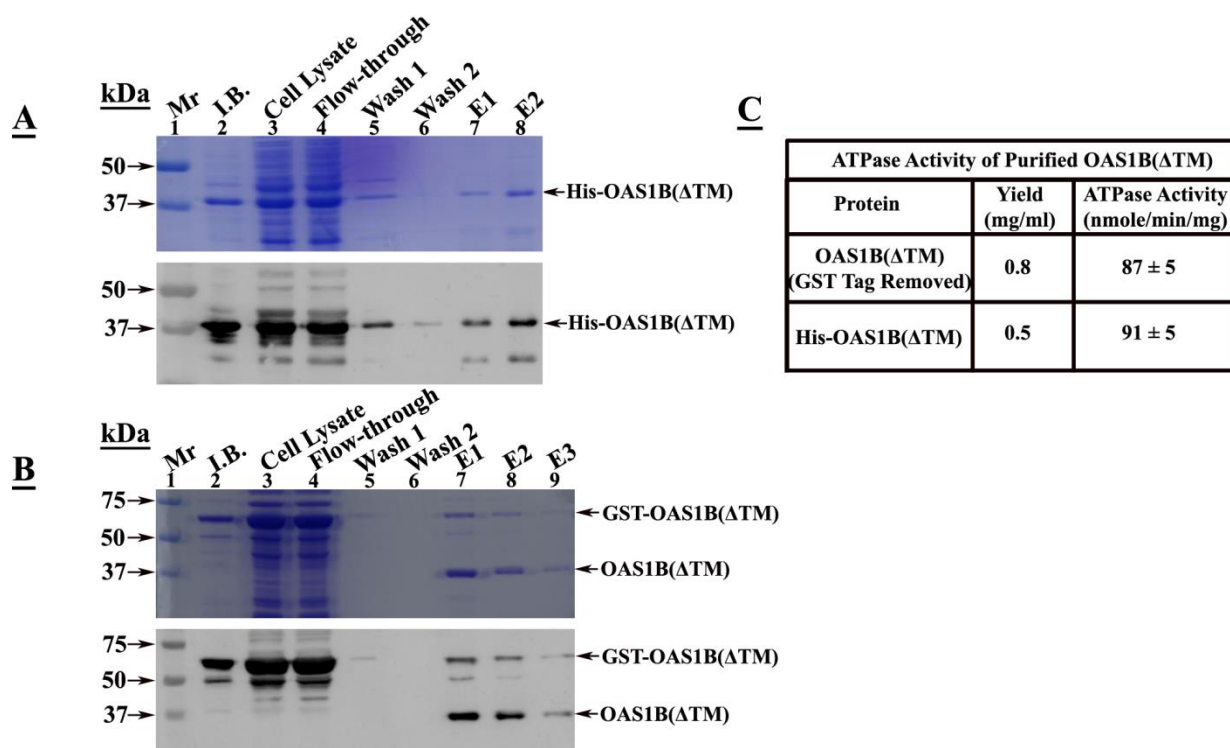 A
kDa
Mr I.B. Cell Lysate Flow-through Wash 1 Wash 2 E1 E2
1 2 3 4 5 6 7 8
50
37
His-OAS1B(ΔTM)
50
37
His-OAS1B(ΔTM)
B
kDa
Mr I.B. Cell Lysate Flow-through Wash 1 Wash 2 E1 E2 E3
1 2 3 4 5 6 7 8 9
75
GST-OAS1B(ΔTM)
50
37
OAS1B(ΔTM)
75
GST-OAS1B(ΔTM)
50
37
OAS1B(ΔTM)
C
ATPase Activity of Purified OAS1B(ΔTM)
Protein
Yield
(mg/ml)
ATPase Activity
(nmole/min/mg)
OAS1B(ΔTM)
(GST Tag Removed)
0.8
87 ± 5
His-OAS1B(ΔTM)
0.5
91 ± 5